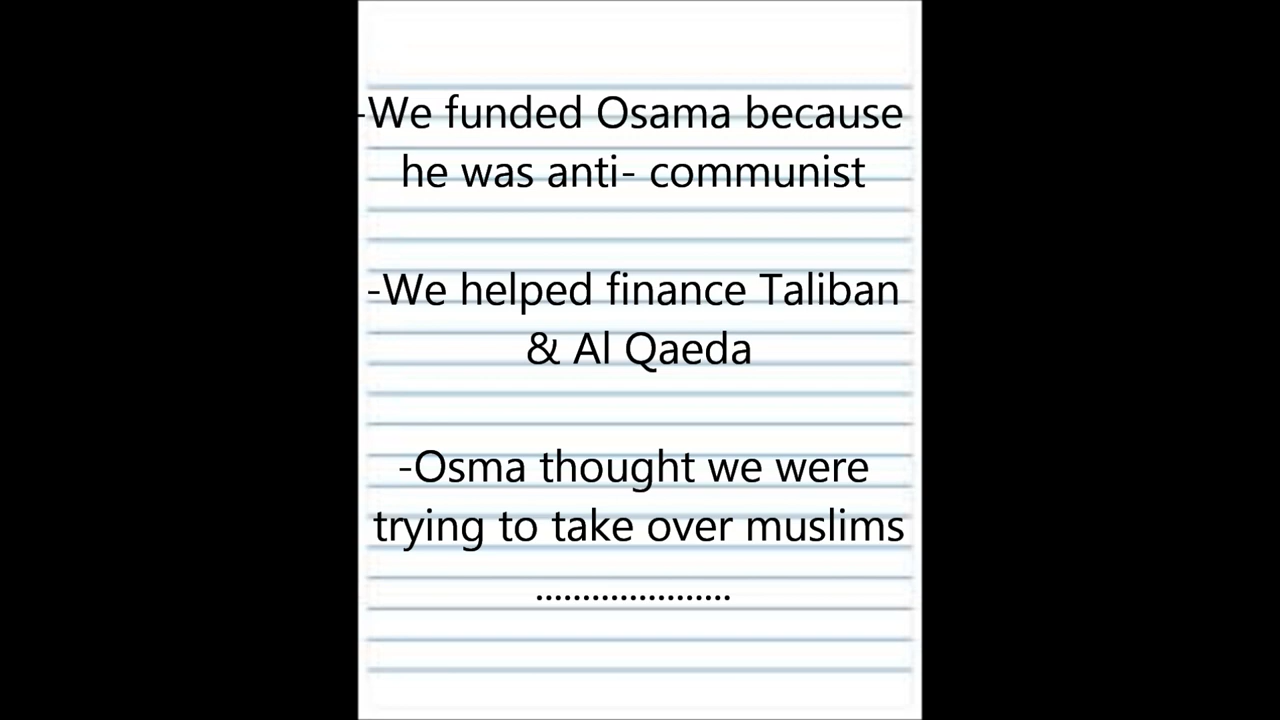 -We funded Osama because
he was anti- communist
-We helped finance Taliban
& Al Qaeda
-Osma thought we were
trying to take over muslims
.....................